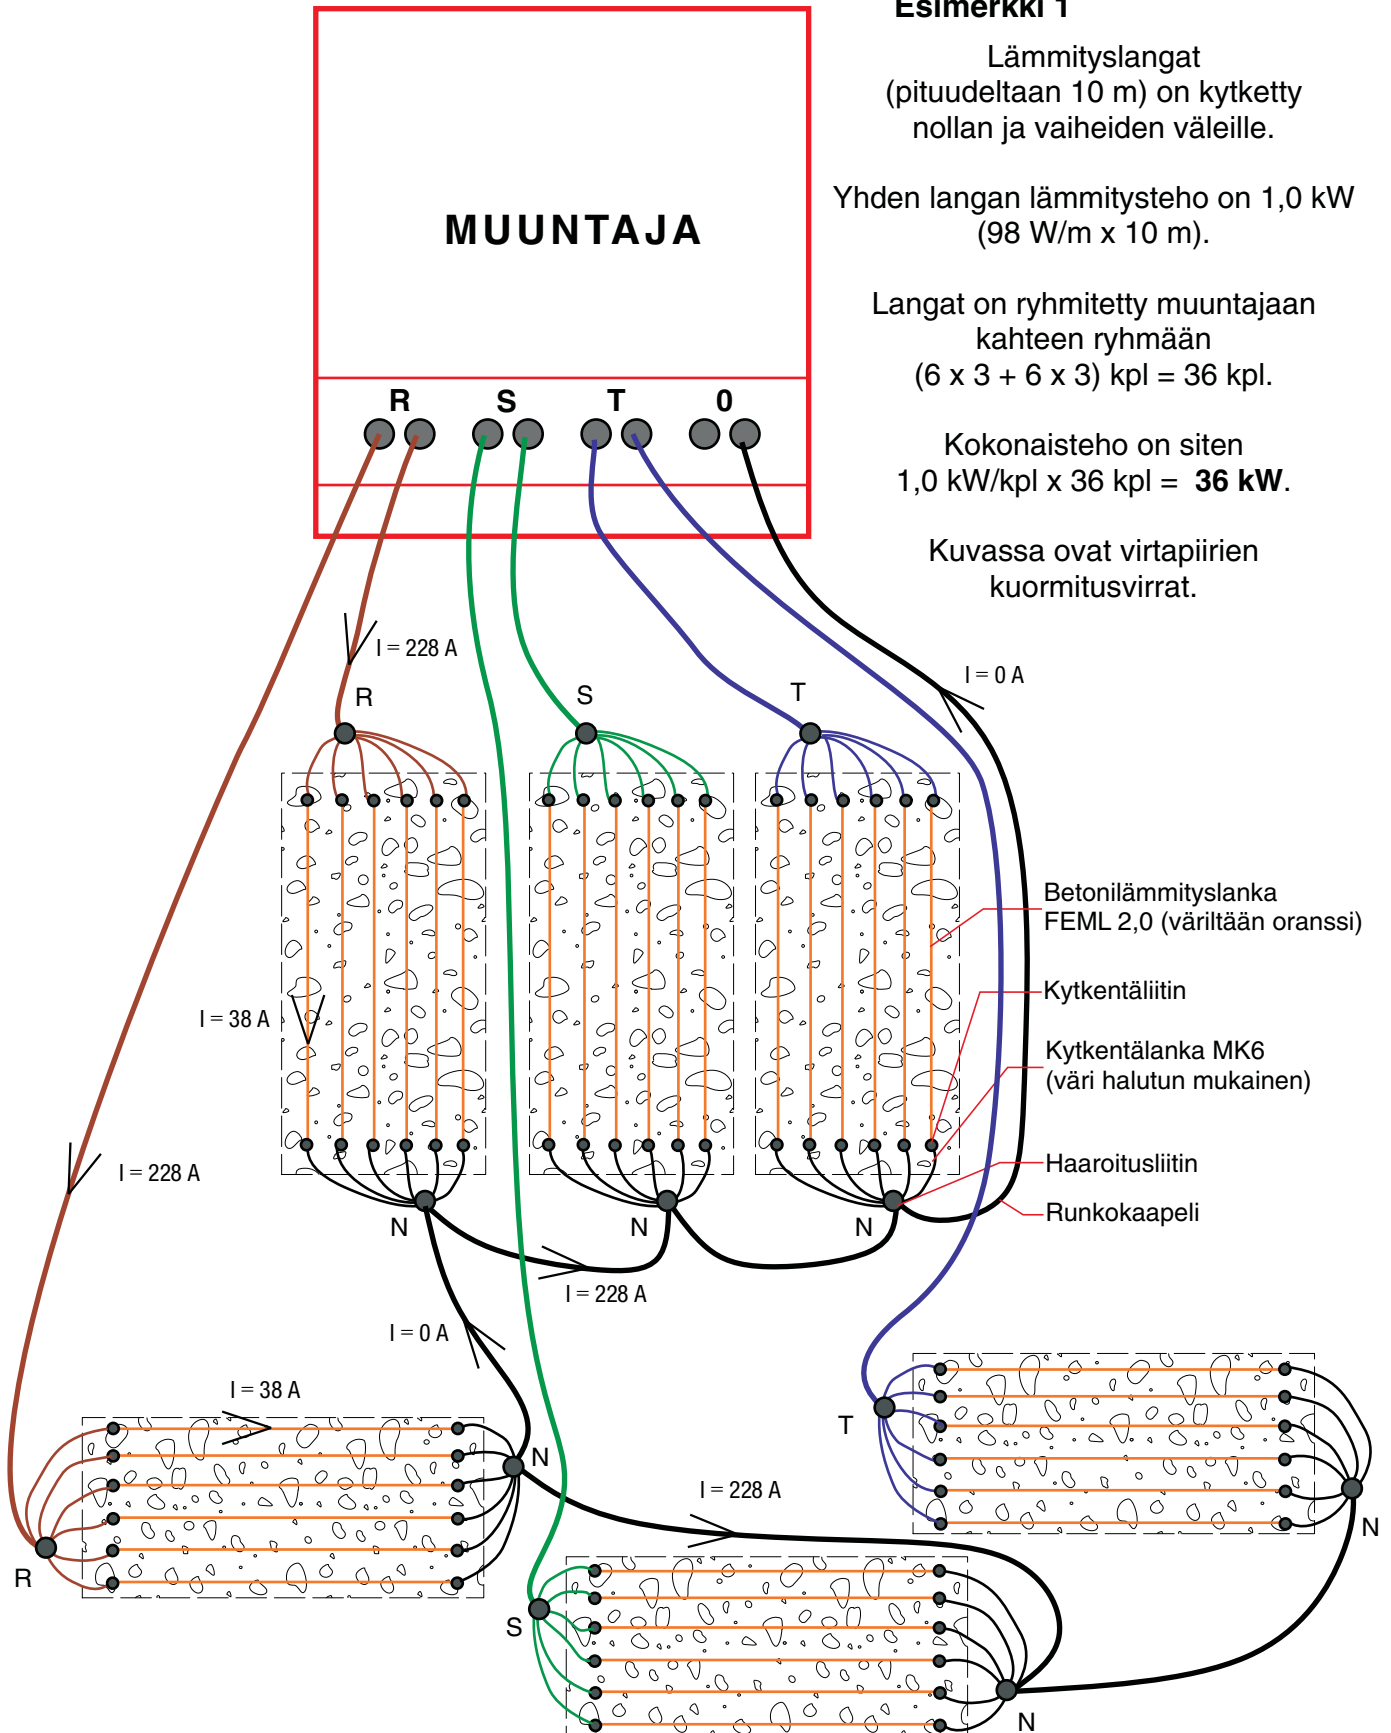 Esimerkki 1
Lämmityslangat
(pituudeltaan 10 m) on kytketty
nollan ja vaiheiden väleille.
Yhden langan lämmitysteho on 1,0 kW
(98 W/m x 10 m).
Langat on ryhmitetty muuntajaan
kahteen ryhmään
(6 x 3 + 6 x 3) kpl = 36 kpl.
Kokonaisteho on siten
1,0 kW/kpl x 36 kpl = 36 kW.
Kuvassa ovat virtapiirien
kuormitusvirrat.
MUUNTAJA
R S T 0
I = 228 A
I = 0 A
R
S
T
Betonilämmityslanka
FEML 2,0 (väriltään oranssi)
Kytkentäliitin
I = 38 A
Kytkentälanka MK6
(väri halutun mukainen)
Haaroitusliitin
I = 228 A
Runkokaapeli
N
N
N
I = 228 A
I = 0 A
I = 38 A
T
N
I = 228 A
N
R
S
N